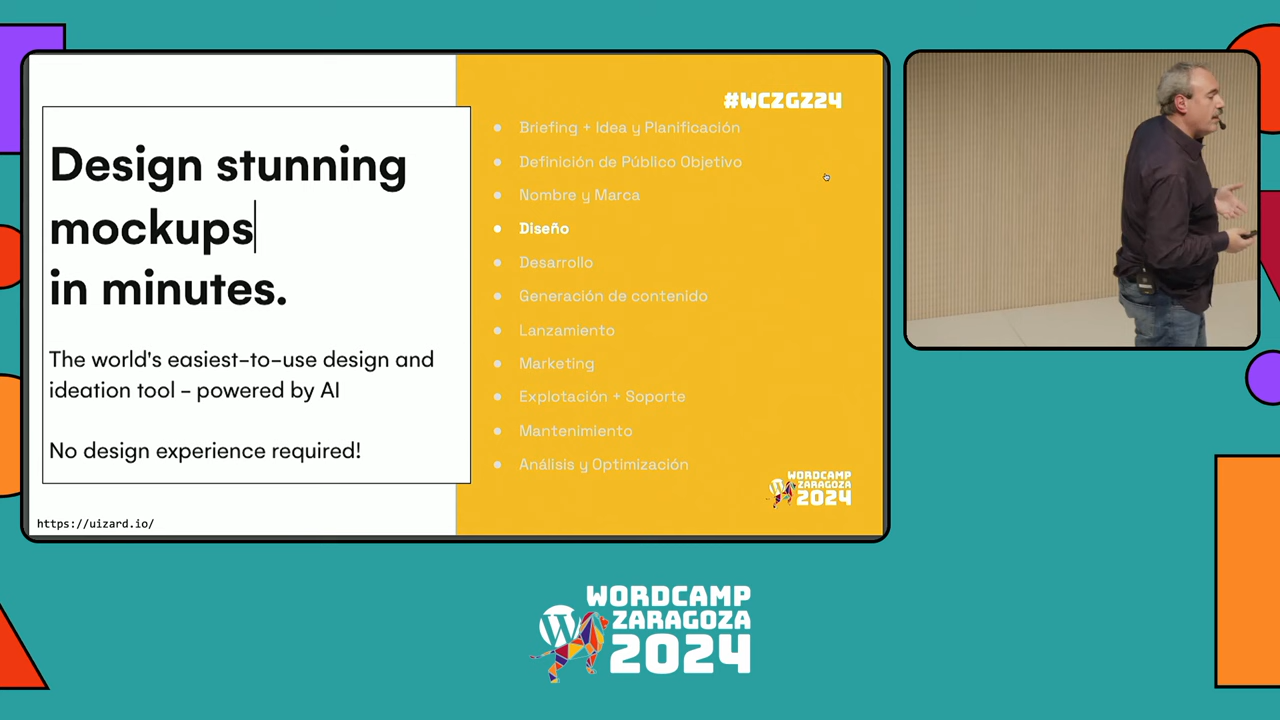 Design stunning
mockups
in minutes.
The world's easiest-to-use design and
ideation tool - powered by AI
No design experience required!
https://uizard.io/
#WCZGZ24
Briefing + Idea y Planificación
Definición de Público Objetivo
Nombre y Marca
Diseño
Desarrollo
Generación de contenido
Lanzamiento
Marketing
Explotación + Soporte
Mantenimiento
Análisis y Optimización
WORDCAMP
ZARAGOZA
2024
WORDCAMP
ZARAGOZA
2024